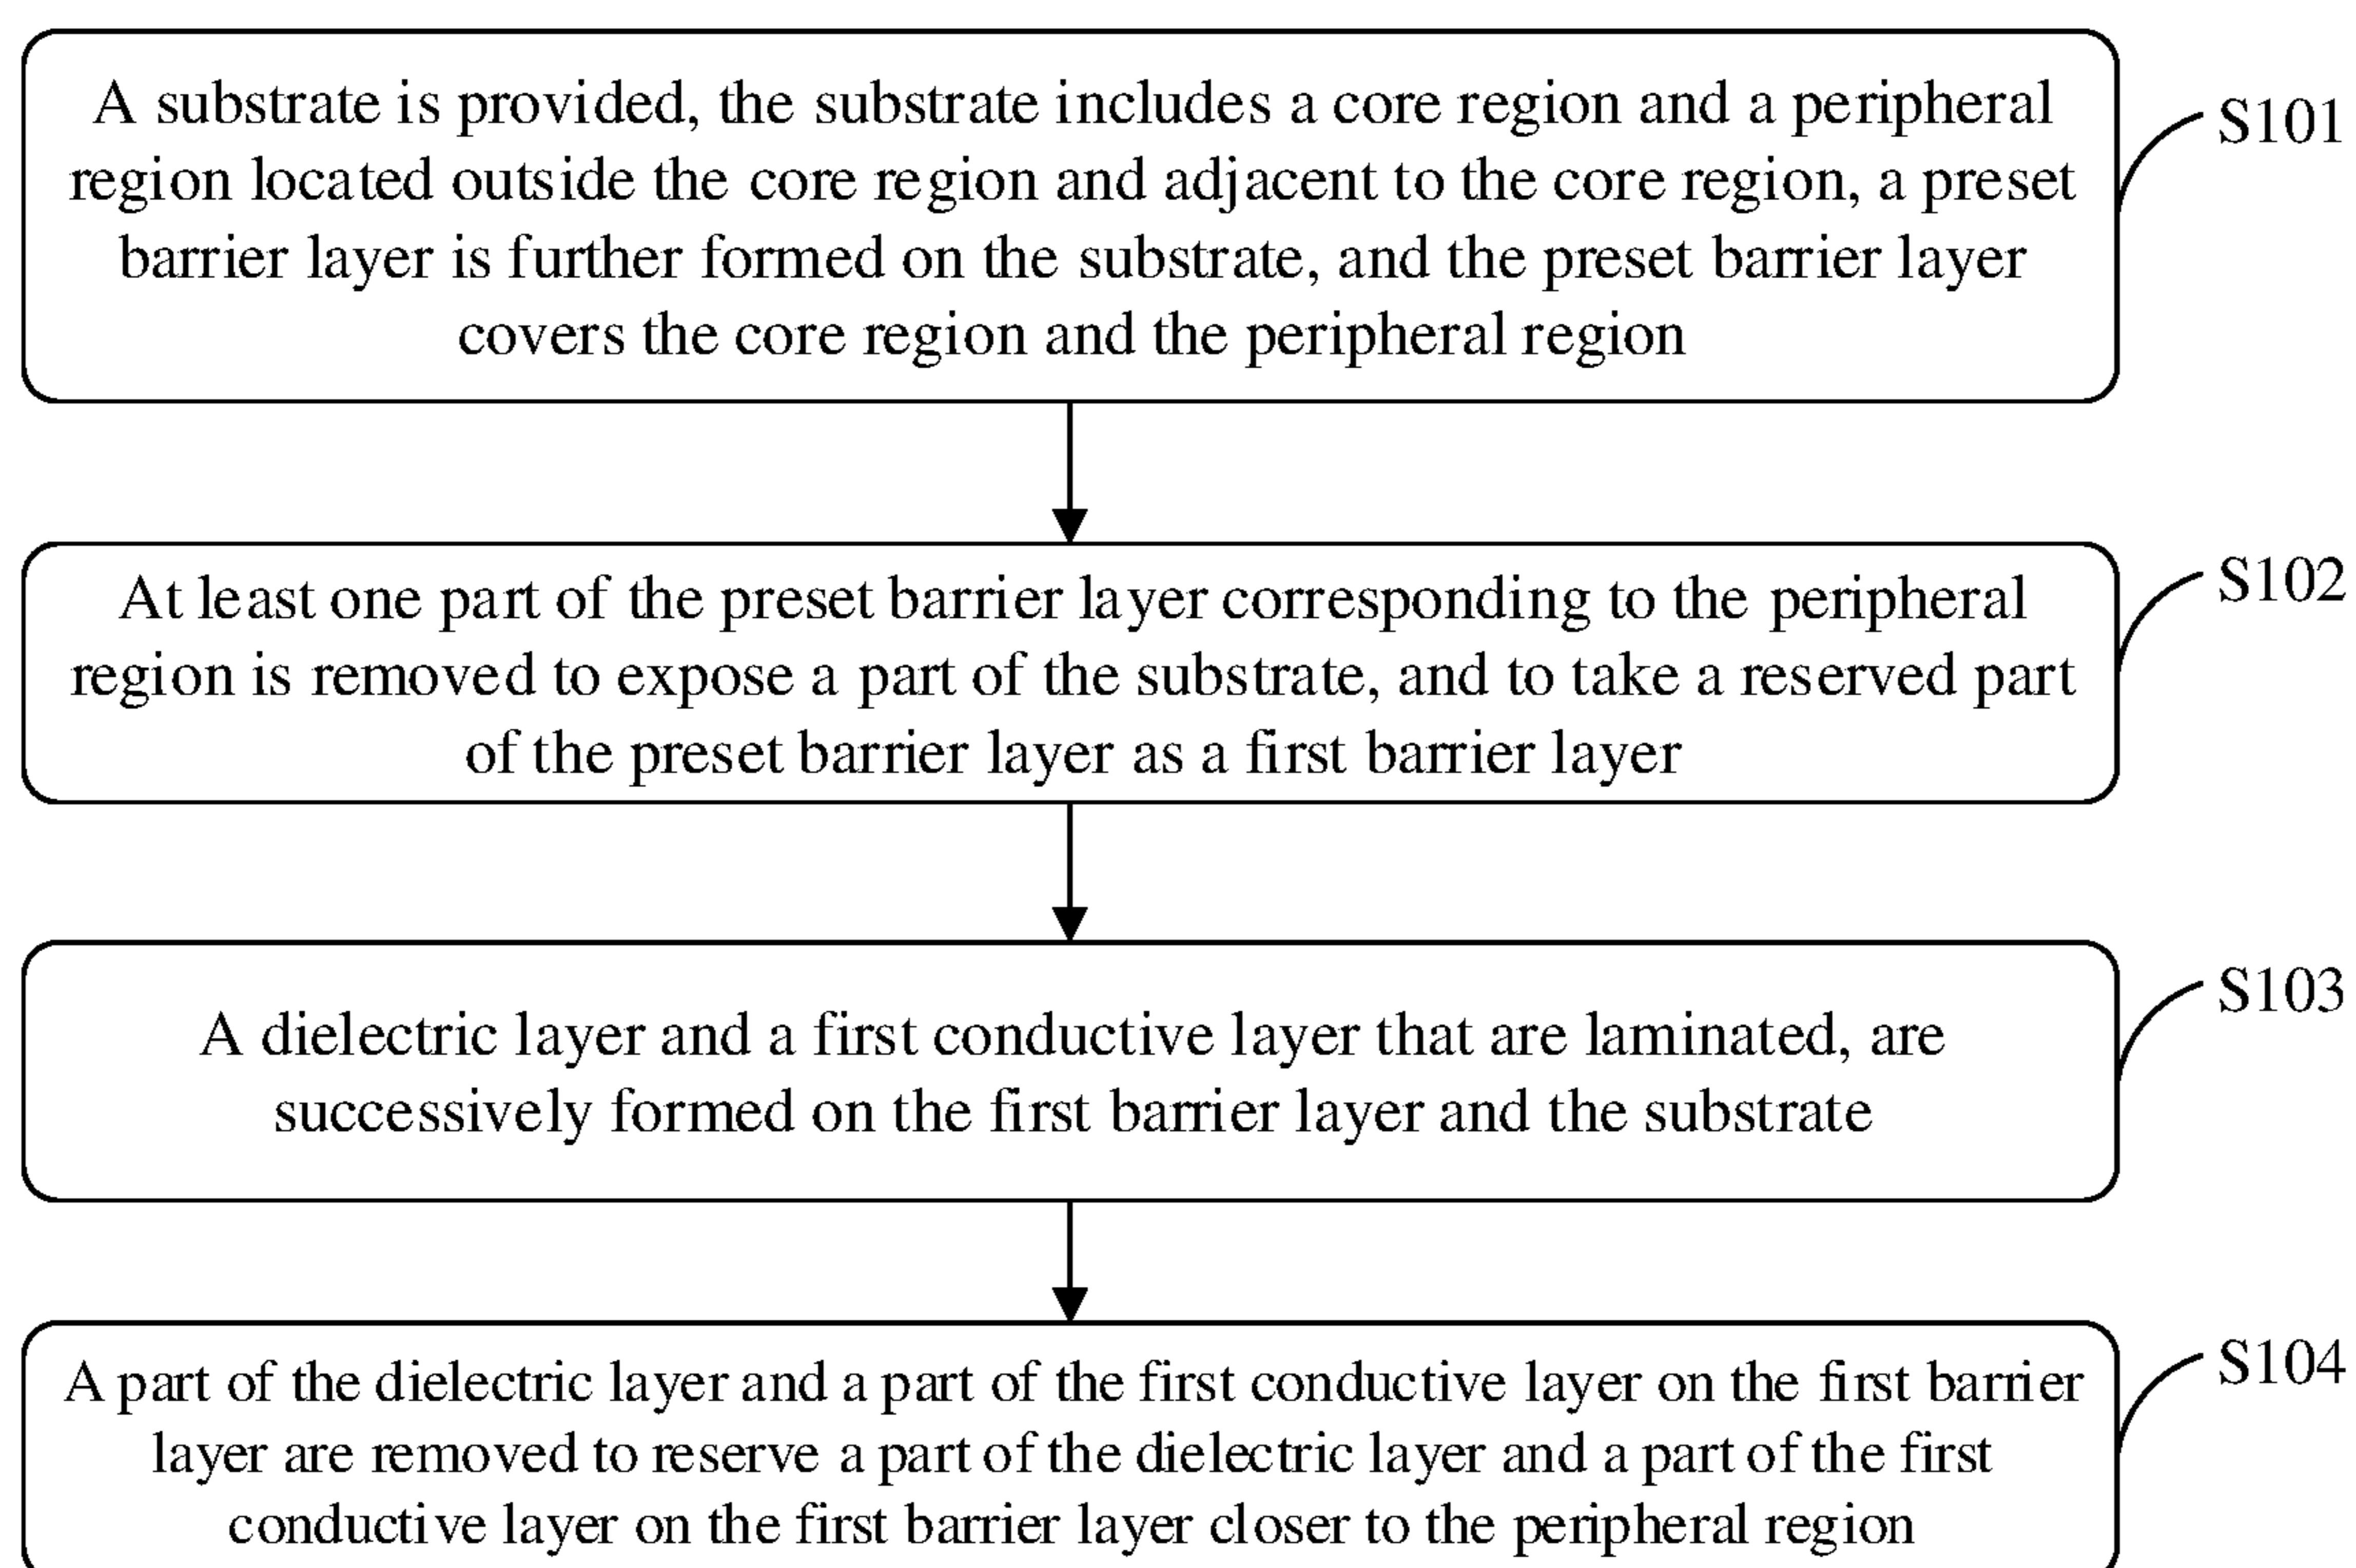 A substrate is provided, the substrate includes a core region and a peripheral
region located outside the core region and adjacent to the core region, a preset
barrier layer is further formed on the substrate, and the preset barrier layer
covers the core region and the peripheral region
S101
At least one part of the preset barrier layer corresponding to the peripheral
region is removed to expose a part of the substrate, and to take a reserved part
of the preset barrier layer as a first barrier layer
S102
A dielectric layer and a first conductive layer that are laminated, are
successively formed on the first barrier layer and the substrate
S103
A part of the dielectric layer and a part of the first conductive layer on the first barrier
layer are removed to reserve a part of the dielectric layer and a part of the first
conductive layer on the first barrier layer closer to the peripheral region
S104